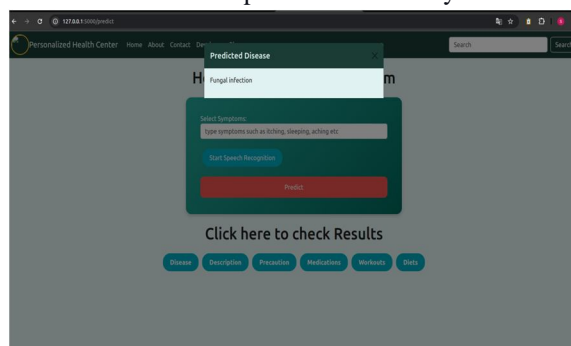 127.0.0.1:5000/predict
Personalized Health Center Home About Contact Search Search
Predicted Disease X
Fungal infection
Select Symptoms:
type symptoms such as itching, sleeping, aching etc
Start Speech Recognition
Predict
Click here to check Results
Disease Description Precaution Medications Workouts Diets